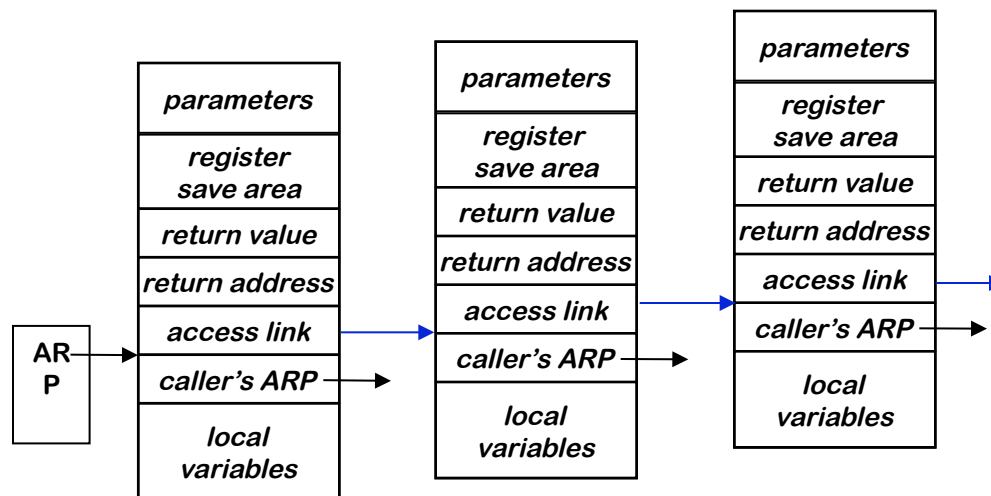 AR
P
parameters
register
save area
return value
return address
access link
caller's ARP
local
variables
parameters
register
save area
return value
return address
access link
caller's ARP
local
variables
parameters
register
save area
return value
return address
access link
caller's ARP
local
variables